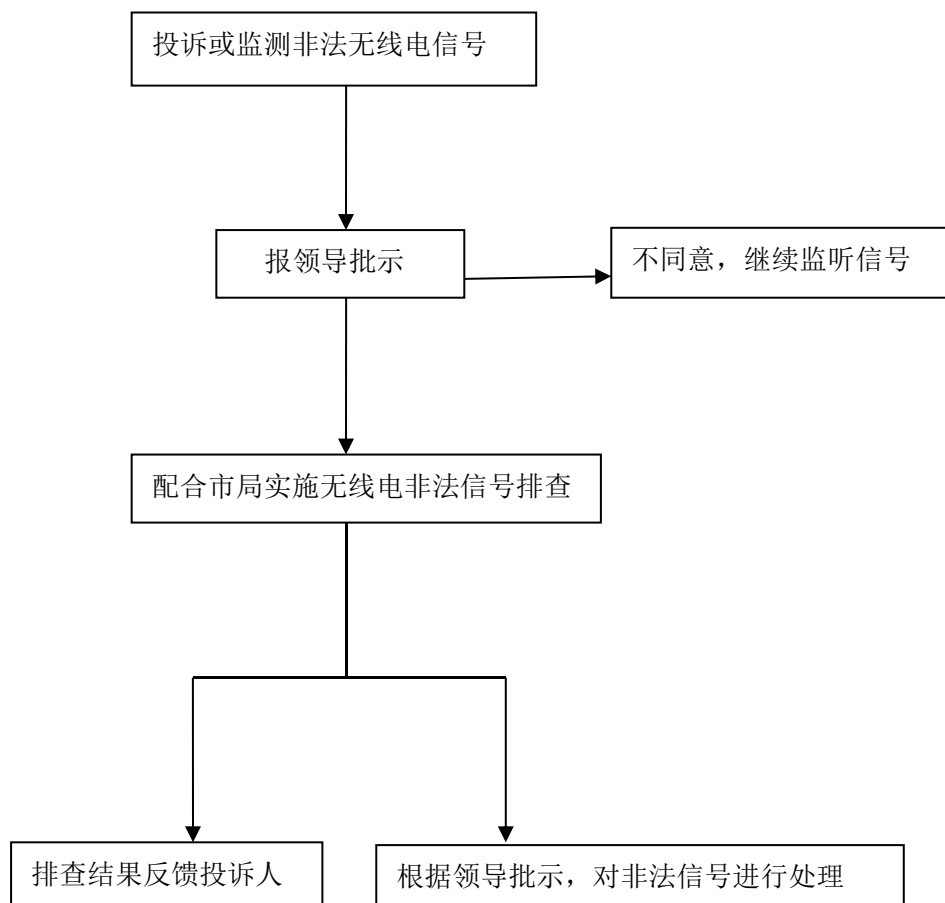 投诉或监测非法无线电信号
报领导批示
不同意，继续监听信号
配合市局实施无线电非法信号排查
排查结果反馈投诉人
根据领导批示，对非法信号进行处理